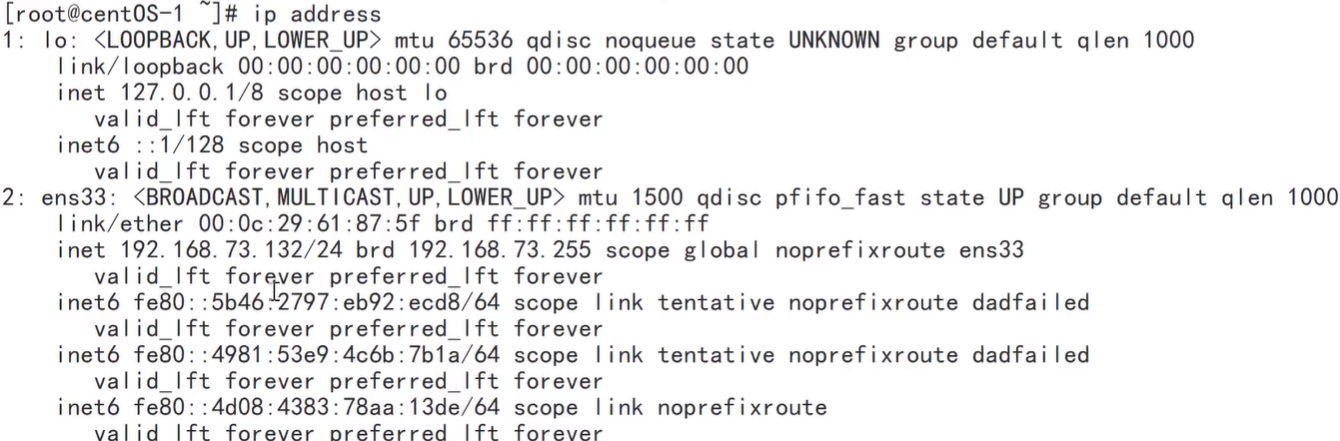 [root@centOS-1 ~]# ip address
1: lo: <LOOPBACK,UP,LOWER_UP> mtu 65536 qdisc noqueue state UNKNOWN group default qlen 1000
    link/loopback 00:00:00:00:00:00 brd 00:00:00:00:00:00
    inet 127.0.0.1/8 scope host lo
       valid_lft forever preferred_lft forever
    inet6 ::1/128 scope host
       valid_lft forever preferred_lft forever
2: ens33: <BROADCAST,MULTICAST,UP,LOWER_UP> mtu 1500 qdisc pfifo_fast state UP group default qlen 1000
    link/ether 00:0c:29:61:87:5f brd ff:ff:ff:ff:ff:ff
    inet 192.168.73.132/24 brd 192.168.73.255 scope global noprefixroute ens33
       valid_lft forever preferred_lft forever
    inet6 fe80::5b46:2797:eb92:ecd8/64 scope link tentative noprefixroute dadfailed
       valid_lft forever preferred_lft forever
    inet6 fe80::4981:53e9:4c6b:7b1a/64 scope link tentative noprefixroute dadfailed
       valid_lft forever preferred_lft forever
    inet6 fe80::4d08:4383:78aa:13de/64 scope link noprefixroute
       valid_lft forever preferred_lft forever